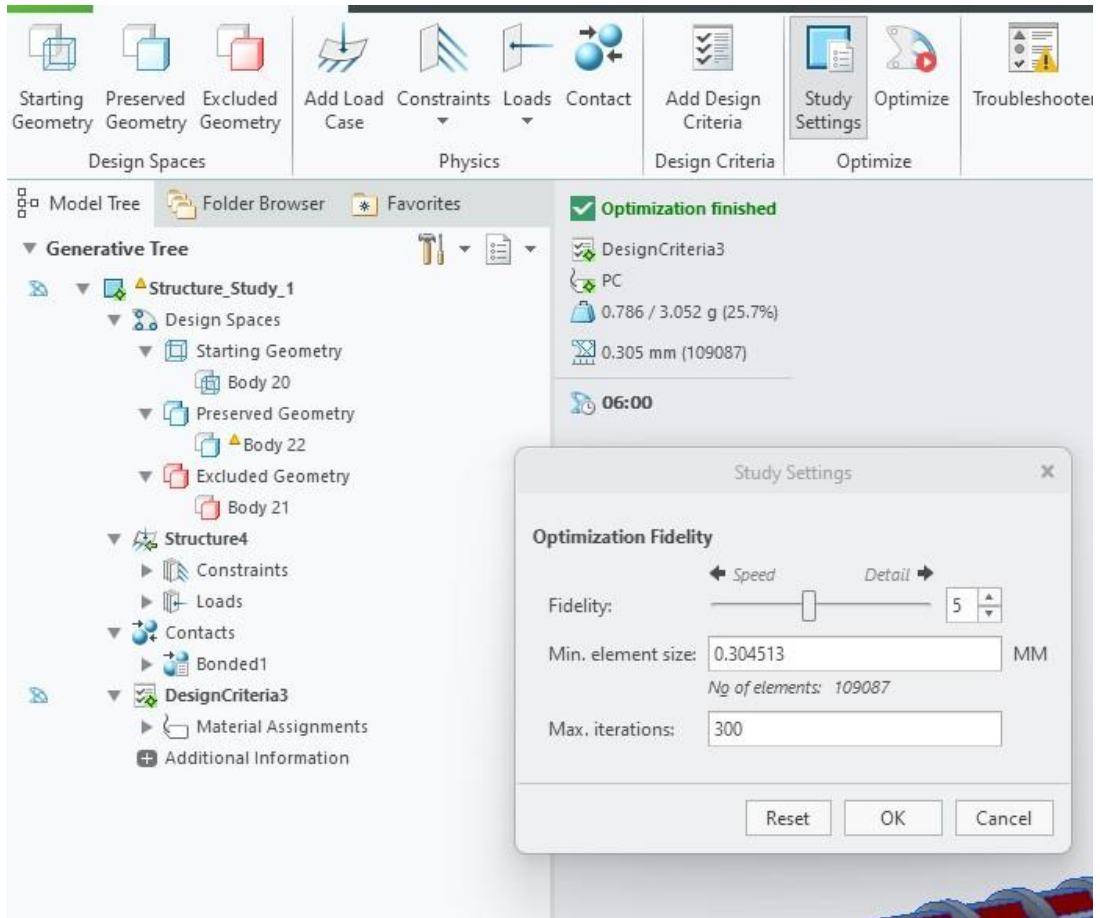 Starting Geometry
Preserved Geometry
Excluded Geometry
Add Load Case
Constraints
Loads
Contact
Add Design Criteria
Study Settings
Optimize
Troubleshooter
Design Spaces
Physics
Design Criteria
Optimize
Model Tree
Folder Browser
Favorites
Generative Tree
Structure_Study_1
Design Spaces
Starting Geometry
Body 20
Preserved Geometry
Body 22
Excluded Geometry
Body 21
Structure4
Constraints
Loads
Contacts
Bonded1
DesignCriteria3
Material Assignments
Additional Information
Optimization finished
DesignCriteria3
PC
0.786 / 3.052 g (25.7%)
0.305 mm (109087)
06:00
Study Settings
Optimization Fidelity
Speed Detail
Fidelity: 5
Min. element size: 0.304513 MM
No of elements: 109087
Max. iterations: 300
Reset OK Cancel